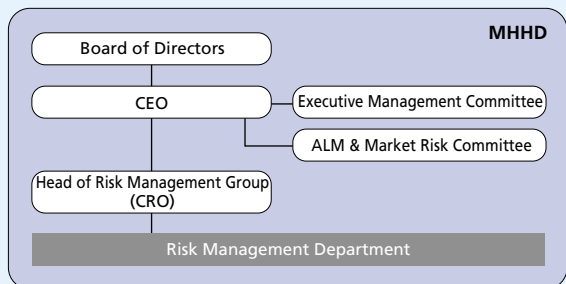 MHHD
Board of Directors
CEO
Executive Management Committee
ALM & Market Risk Committee
Head of Risk Management Group
(CRO)
Risk Management Department